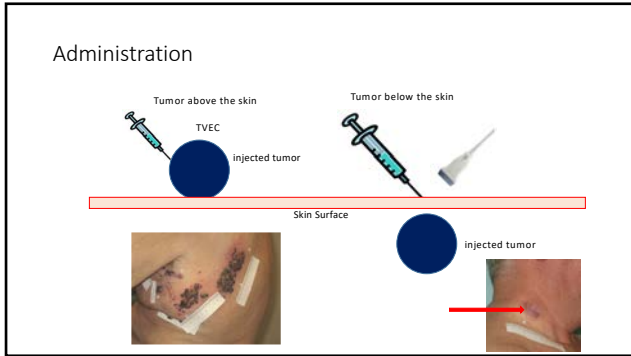 Administration
Tumor above the skin
Tumor below the skin
TVEC
injected tumor
Skin Surface
injected tumor